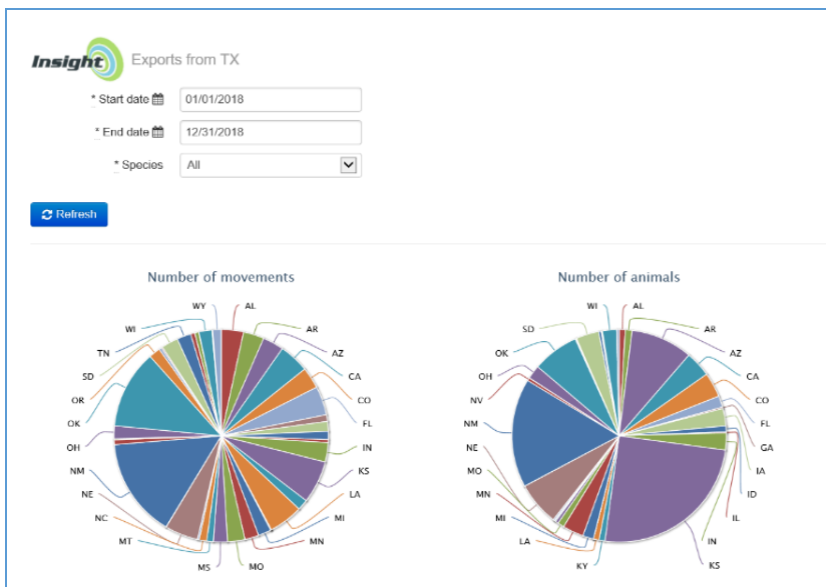 Insight Exports from TX
* Start date 01/01/2018
* End date 12/31/2018
* Species All
Refresh
Number of movements
WY
AL
WI
AR
TN
AZ
SD
CA
OR
CO
OK
FL
OH
IN
NM
KS
NE
LA
NC
MI
MT
MN
MS
MO
Number of animals
WI
AL
SD
AR
OK
AZ
OH
CA
NV
CO
NM
FL
NE
GA
MO
IA
MN
ID
MI
IL
LA
IN
KY
KS